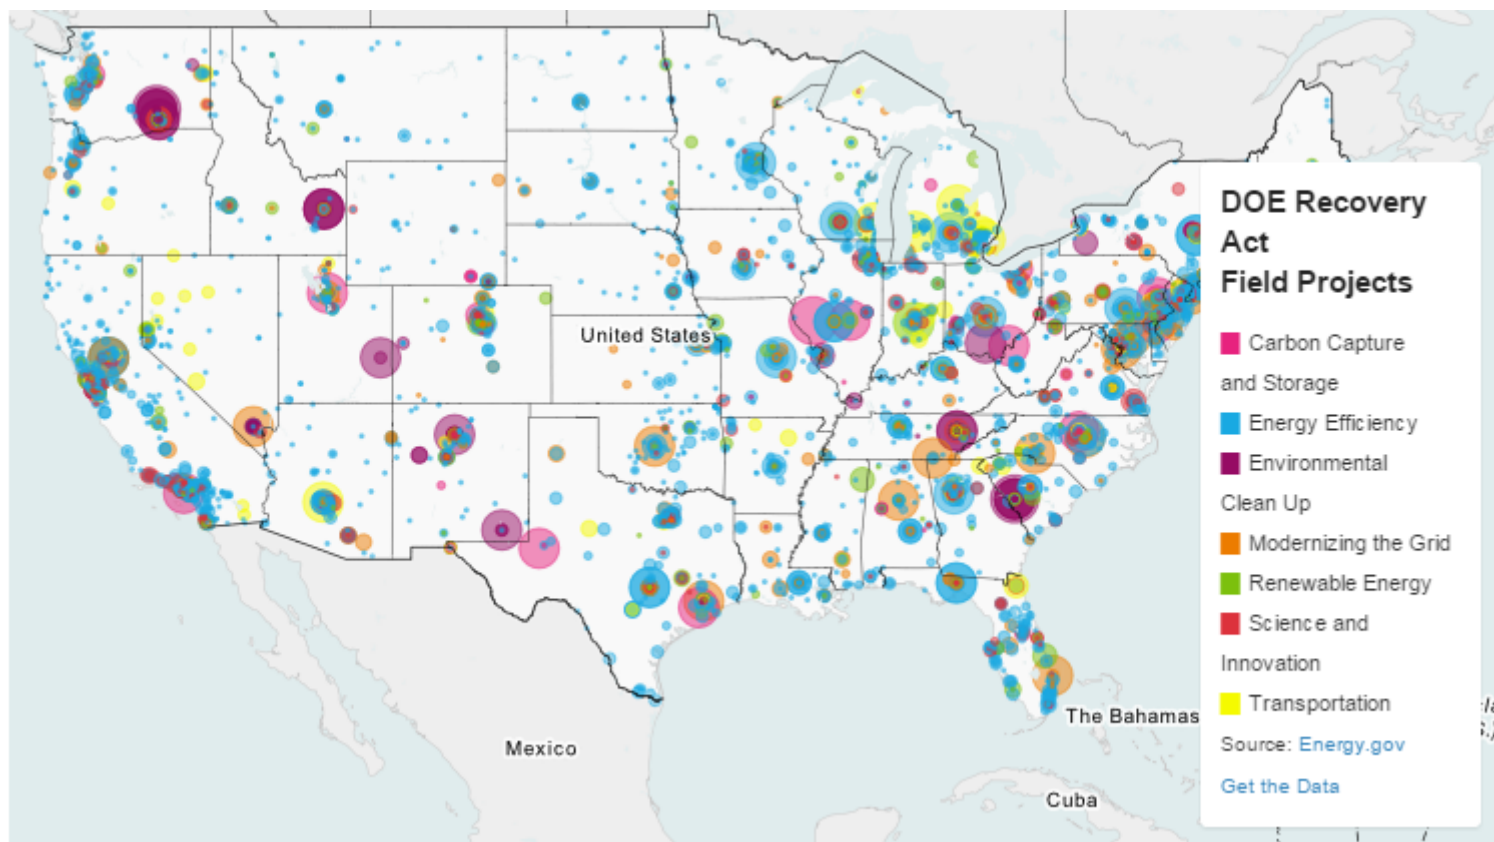 DOE Recovery
Act
Field Projects
Carbon Capture
and Storage
Energy Efficiency
Environmental
Clean Up
Modernizing the Grid
Renewable Energy
Science and
Innovation
Transportation
Source: Energy.gov
Get the Data
United States
The Bahamas
Mexico
Cuba